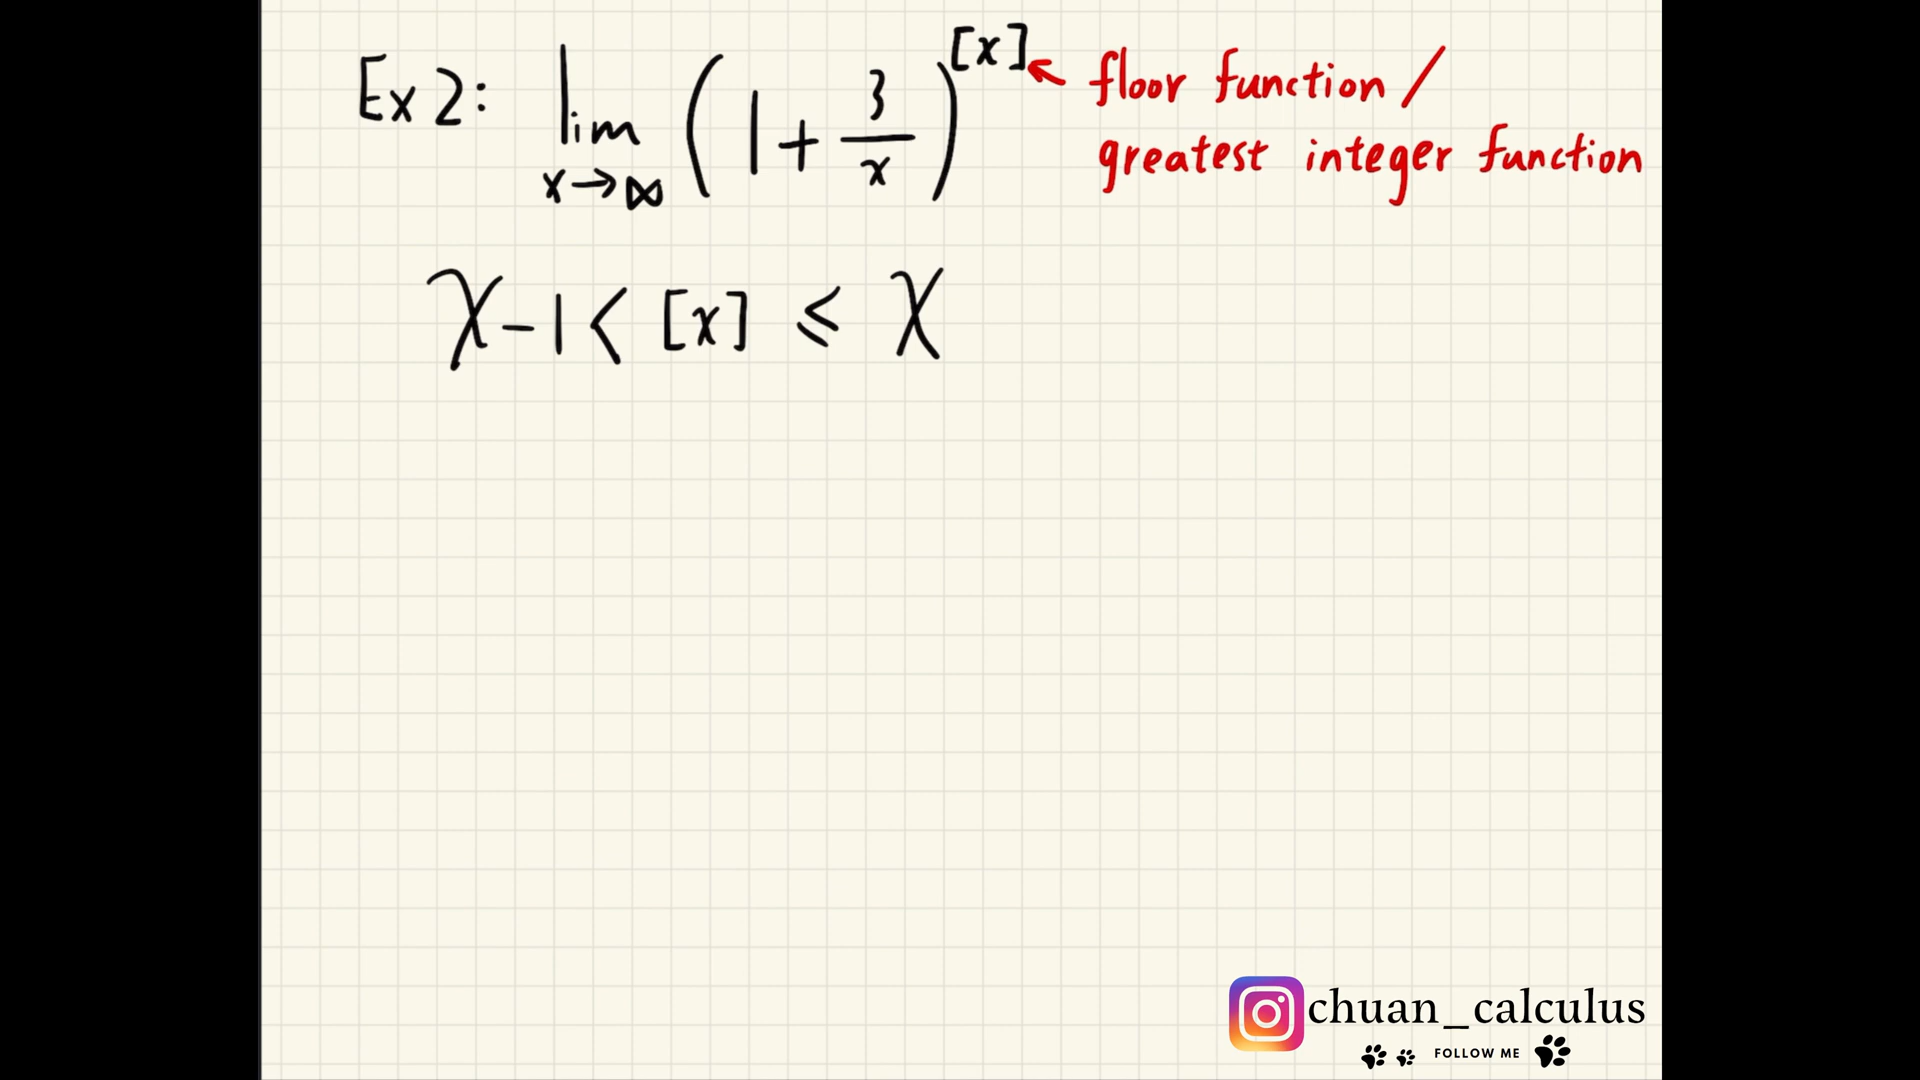 Ex 2: lim x→∞ (1 + 3/x)^[x] ← floor function /
greatest integer function
x - 1 < [x] ≤ x
chuan_calculus
FOLLOW ME